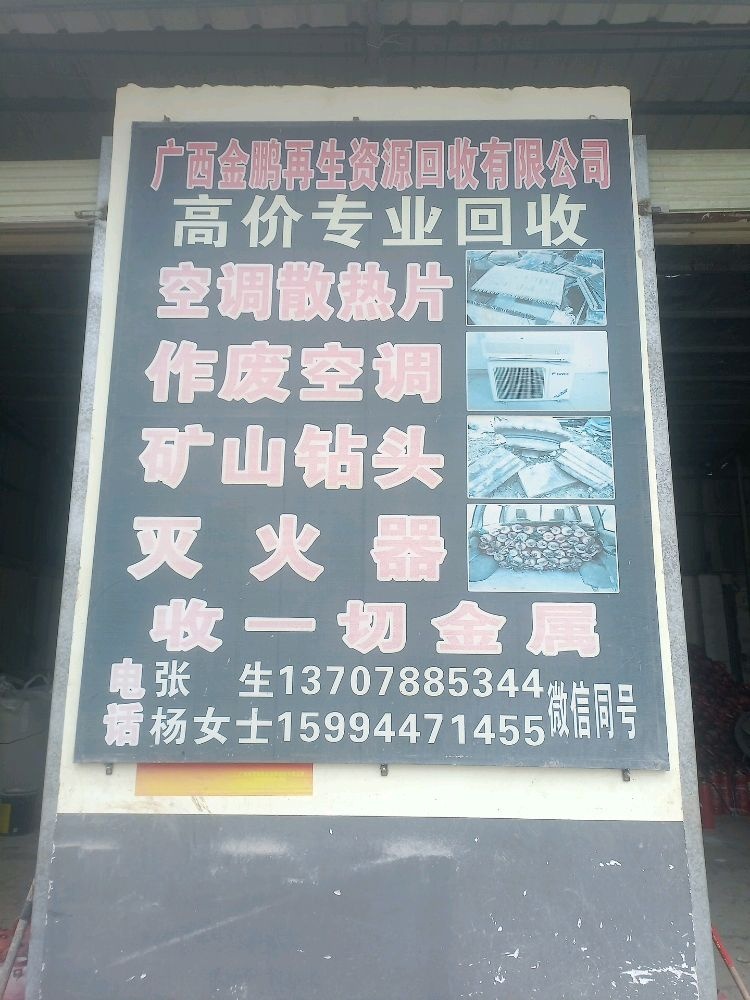 广西金鹏再生资源回收有限公司
高价专业回收
空调散热片
作废空调
矿山钻头
灭火器
收一切金属
电话
张 生13707885344
杨女士15994471455
微信同号